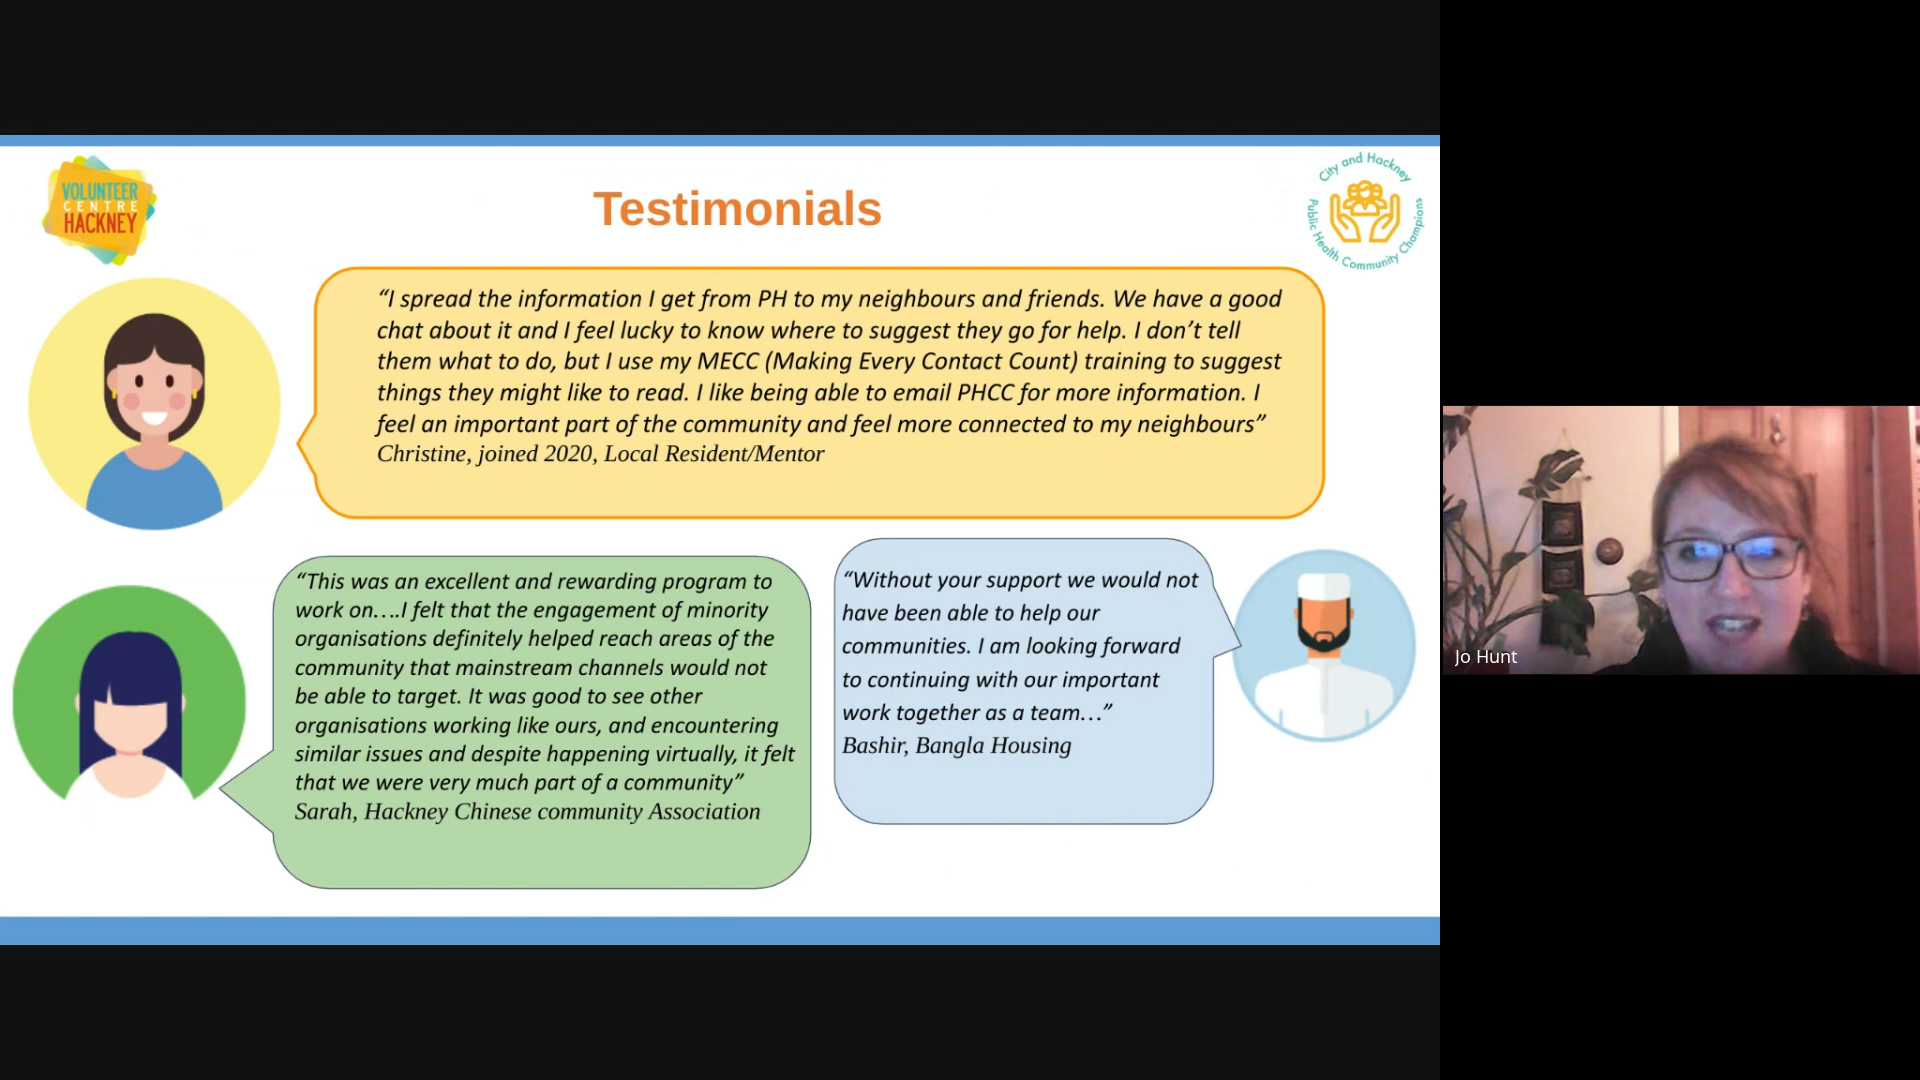 VOLUNTEER
CENTRE
HACKNEY
Testimonials
City and Hackney
Public Health Community Champions
“I spread the information I get from PH to my neighbours and friends. We have a good
chat about it and I feel lucky to know where to suggest they go for help. I don’t tell
them what to do, but I use my MECC (Making Every Contact Count) training to suggest
things they might like to read. I like being able to email PHCC for more information. I
feel an important part of the community and feel more connected to my neighbours”
Christine, joined 2020, Local Resident/Mentor
“This was an excellent and rewarding program to
work on….I felt that the engagement of minority
organisations definitely helped reach areas of the
community that mainstream channels would not
be able to target. It was good to see other
organisations working like ours, and encountering
similar issues and despite happening virtually, it felt
that we were very much part of a community”
Sarah, Hackney Chinese community Association
“Without your support we would not
have been able to help our
communities. I am looking forward
to continuing with our important
work together as a team…”
Bashir, Bangla Housing
Jo Hunt